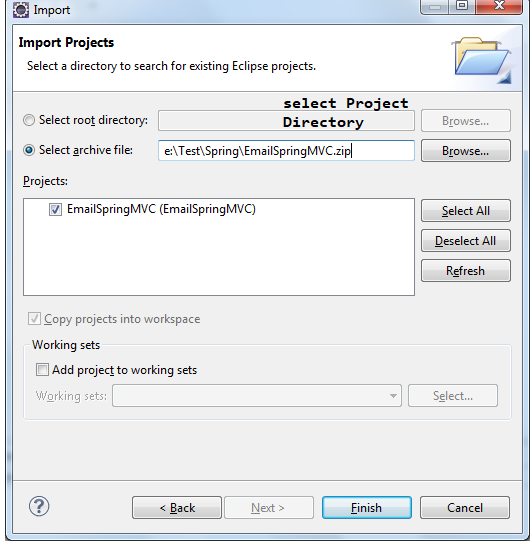 Import
Import Projects
Select a directory to search for existing Eclipse projects.
select Project
Select root directory:
Directory
Browse...
Select archive file:
e:\Test\Spring\EmailSpringMVC.zip
Browse...
Projects:
EmailSpringMVC (EmailSpringMVC)
Select All
Deselect All
Refresh
Copy projects into workspace
Working sets
Add project to working sets
Working sets:
Select...
?
< Back
Next >
Finish
Cancel